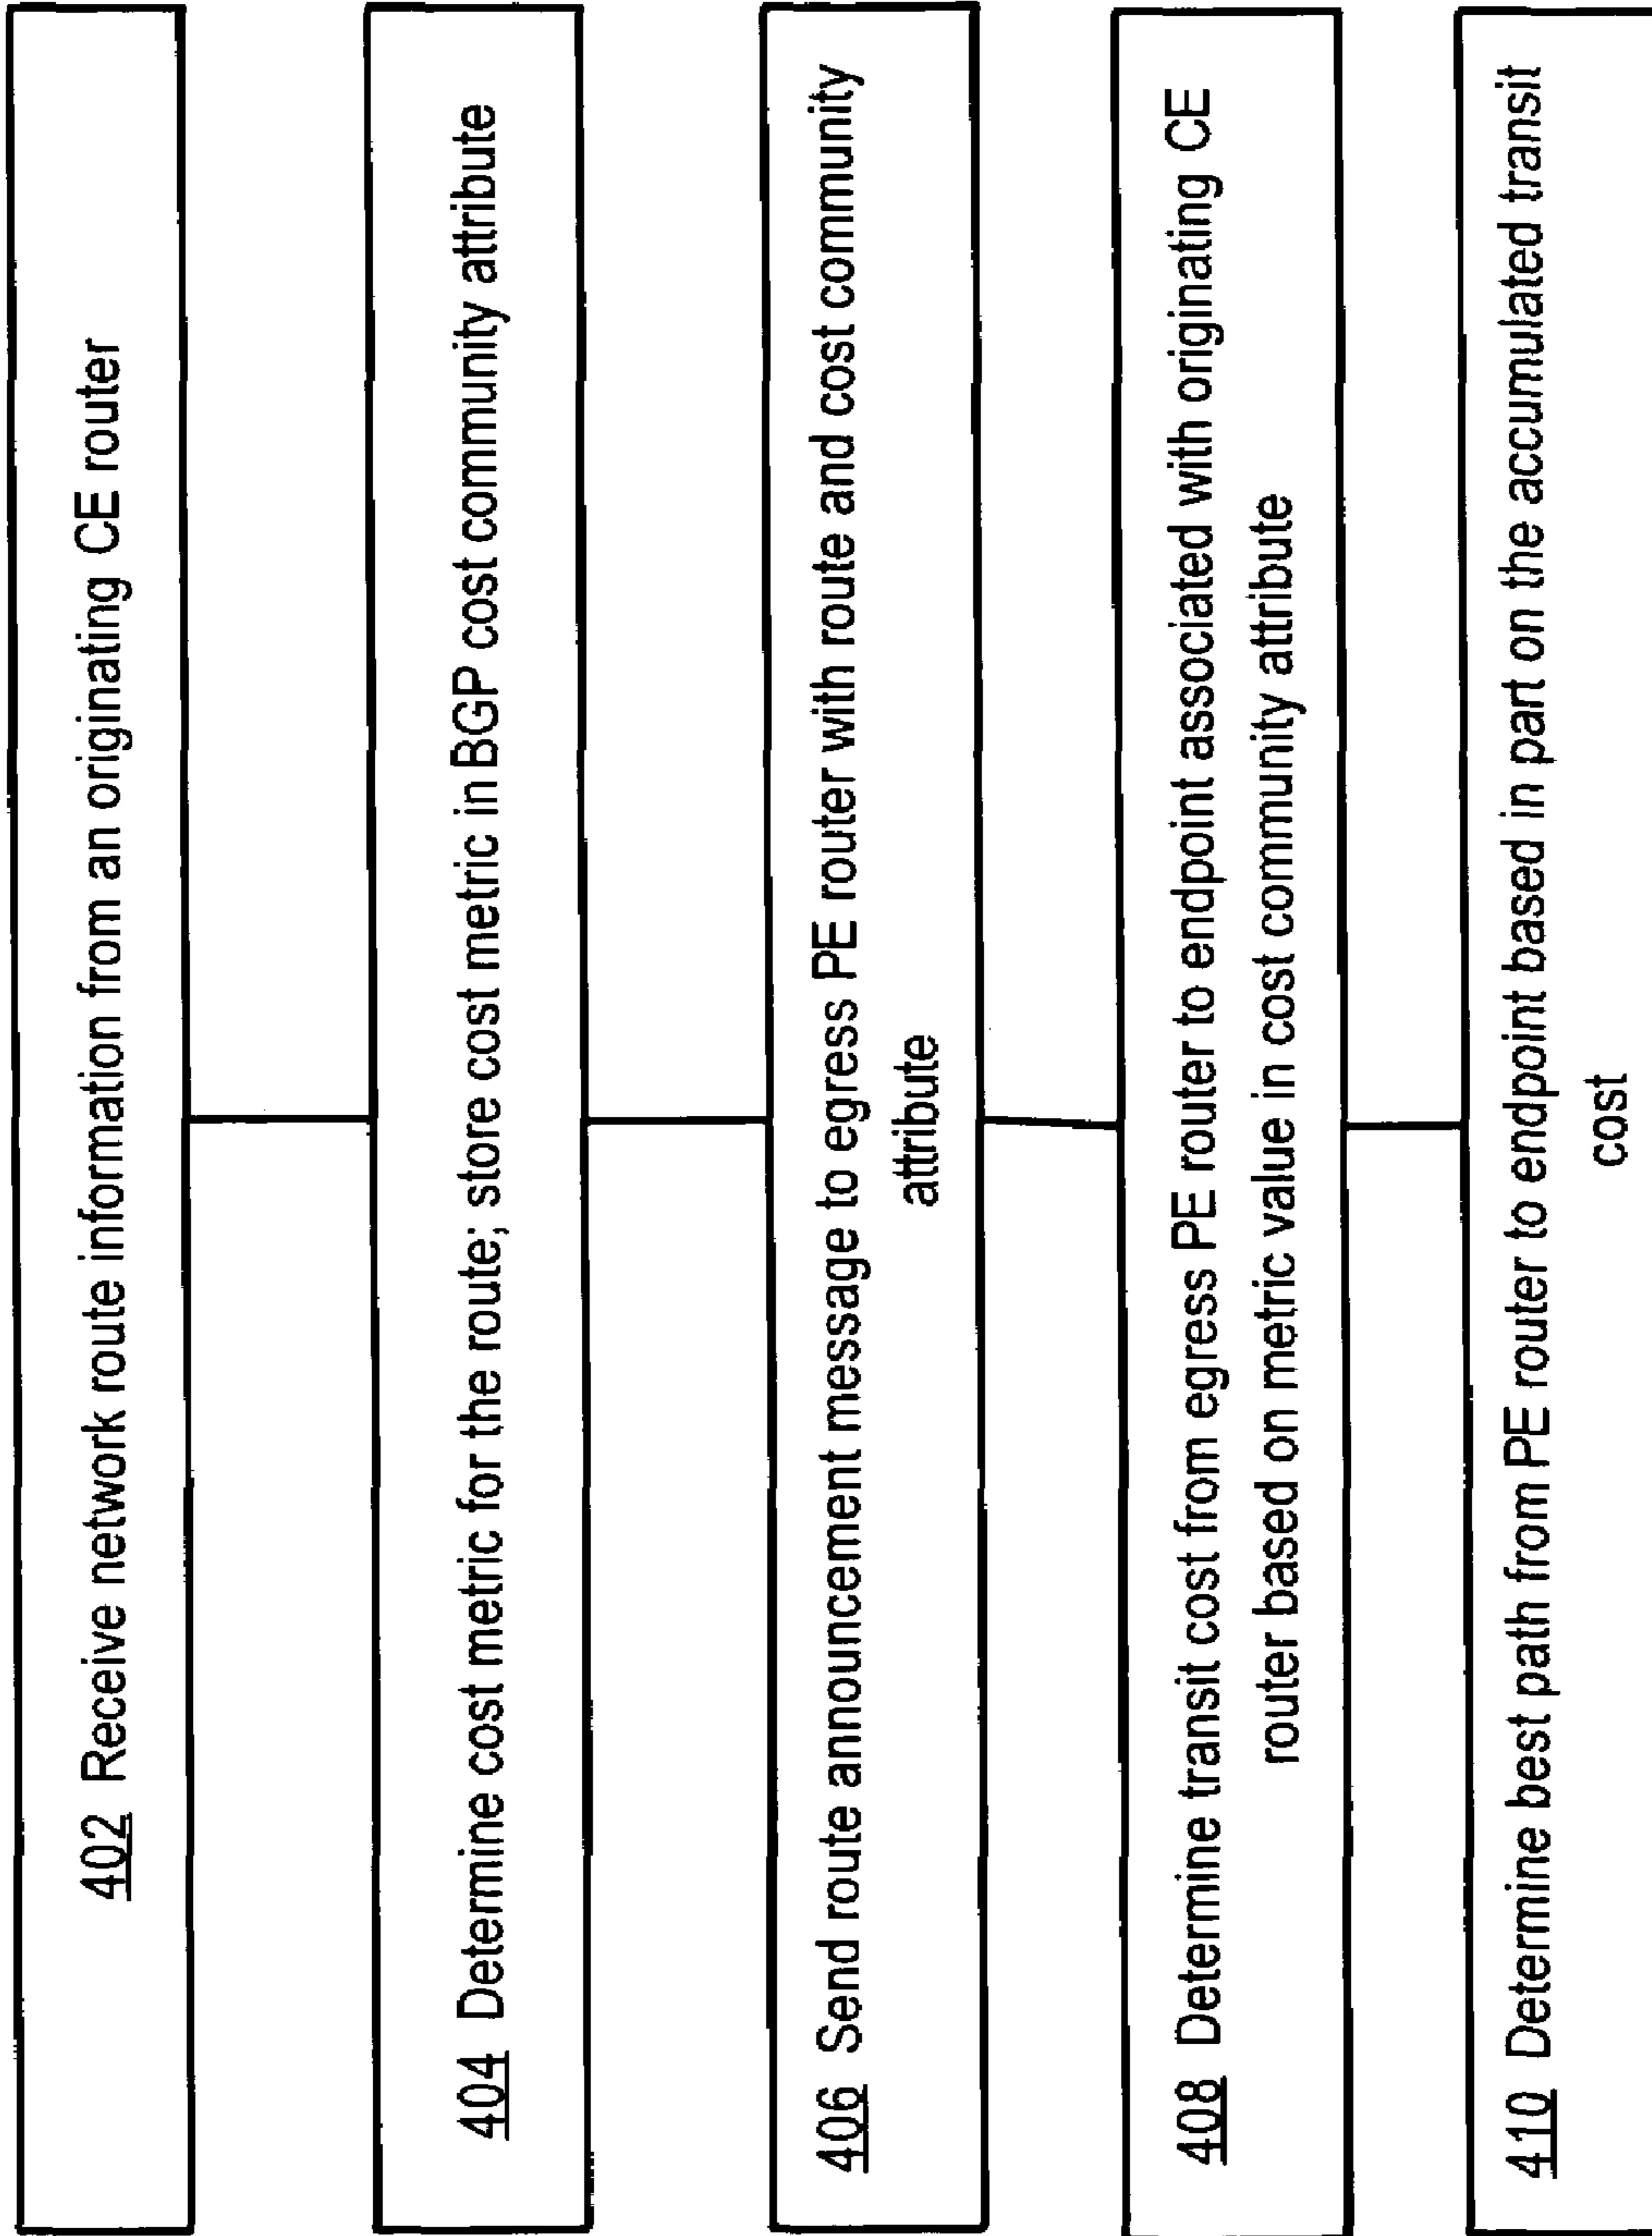 402 Receive network route information from an originating CE router
404 Determine cost metric for the route; store cost metric in BGP cost community attribute
406 Send route announcement message to egress PE router with route and cost community
attribute
408 Determine transit cost from egress PE router to endpoint associated with originating CE
router based on metric value in cost community attribute
410 Determine best path from PE router to endpoint based in part on the accumulated transit
cost